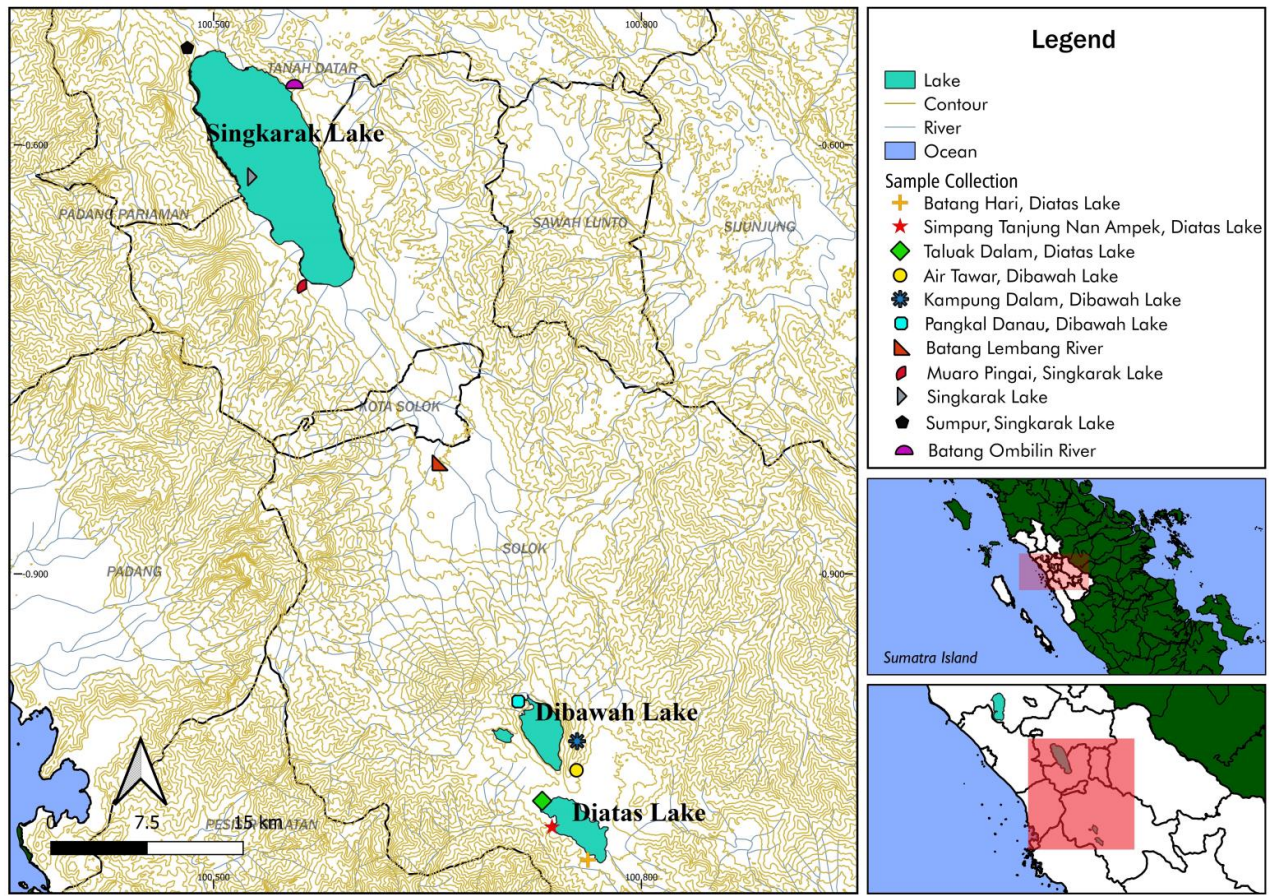 100.500
100.800
TANAH DATAR
Singkarak Lake
-0.600
-0.600
PADANG PARIAMAN
SAWAH LUNTO
SIJUNJUNG
KOTA SOLOK
SOLOK
-0.900
-0.900
PADANG
Dibawah Lake
Diatas Lake
0
7.5
15 km
100.500
100.800
Legend
Lake
Contour
River
Ocean
Sample Collection
Batang Hari, Diatas Lake
Simpang Tanjung Nan Ampek, Diatas Lake
Taluak Dalam, Diatas Lake
Air Tawar, Dibawah Lake
Kampung Dalam, Dibawah Lake
Pangkal Danau, Dibawah Lake
Batang Lembang River
Muaro Pingai, Singkarak Lake
Singkarak Lake
Sumpur, Singkarak Lake
Batang Ombilin River
Sumatra Island